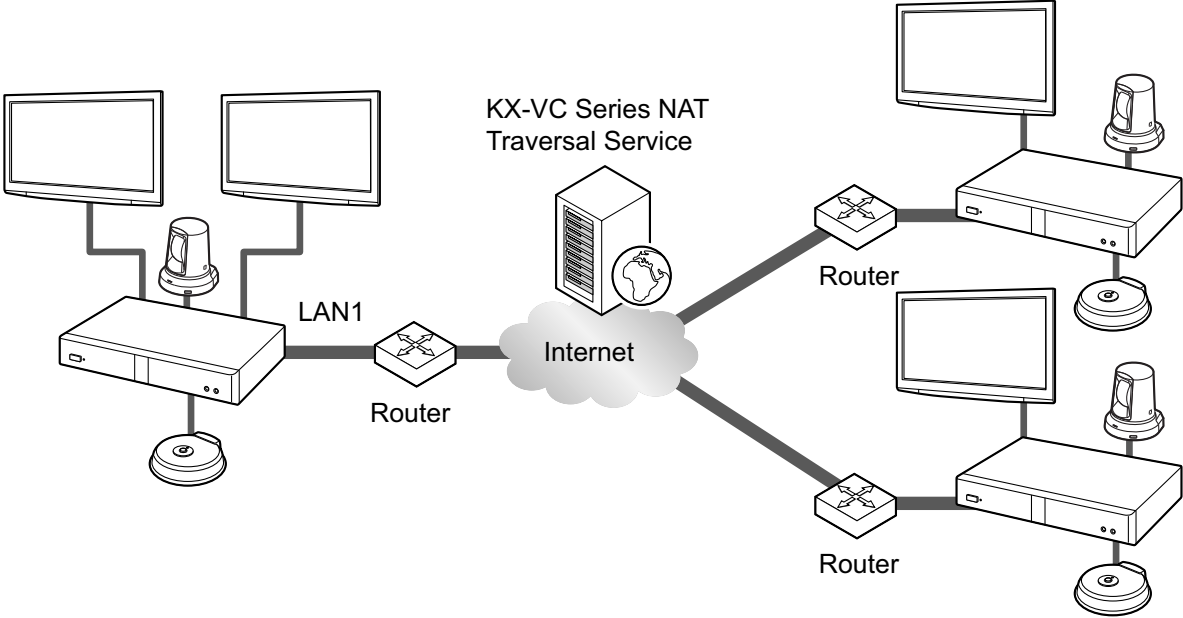 KX-VC Series NAT
Traversal Service
LAN1
Router
Internet
Router
Router